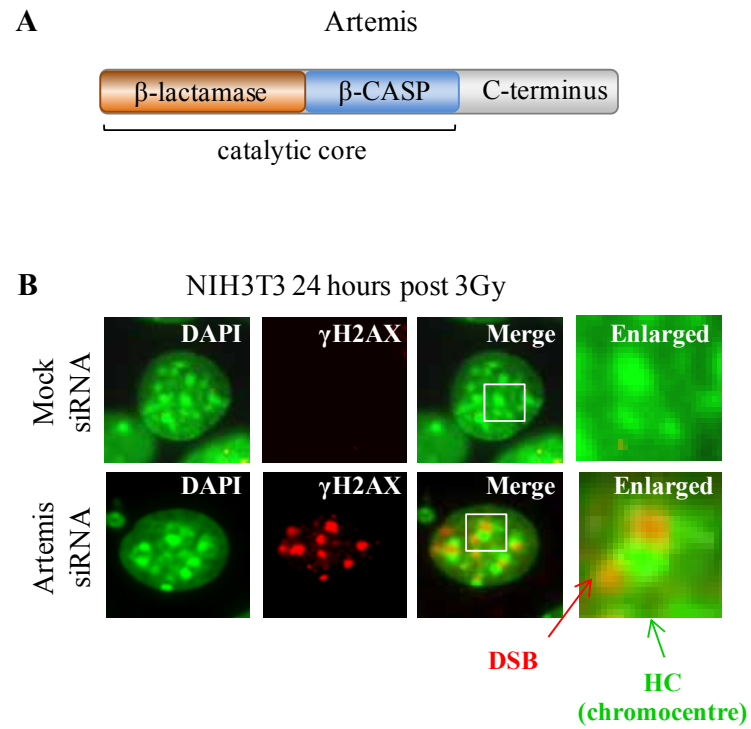 A
Artemis
β-lactamase
β-CASP
C-terminus
catalytic core
B
NIH3T3 24 hours post 3Gy
Mock
siRNA
DAPI
γH2AX
Merge
Enlarged
Artemis
siRNA
DAPI
γH2AX
Merge
Enlarged
DSB
HC
(chromocentre)